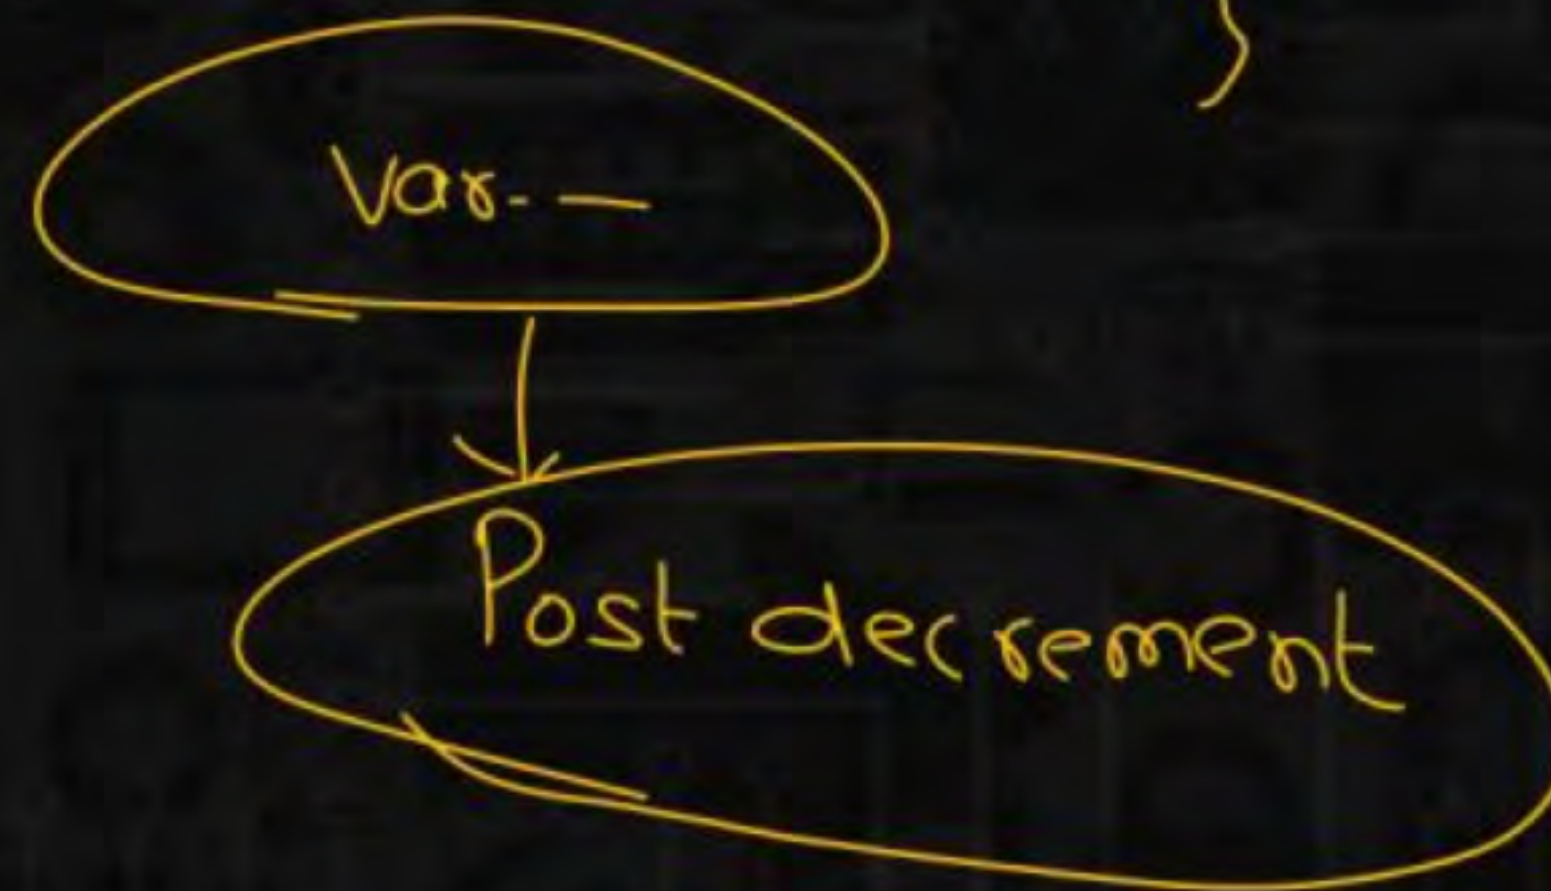 }
Var--
Post decrement